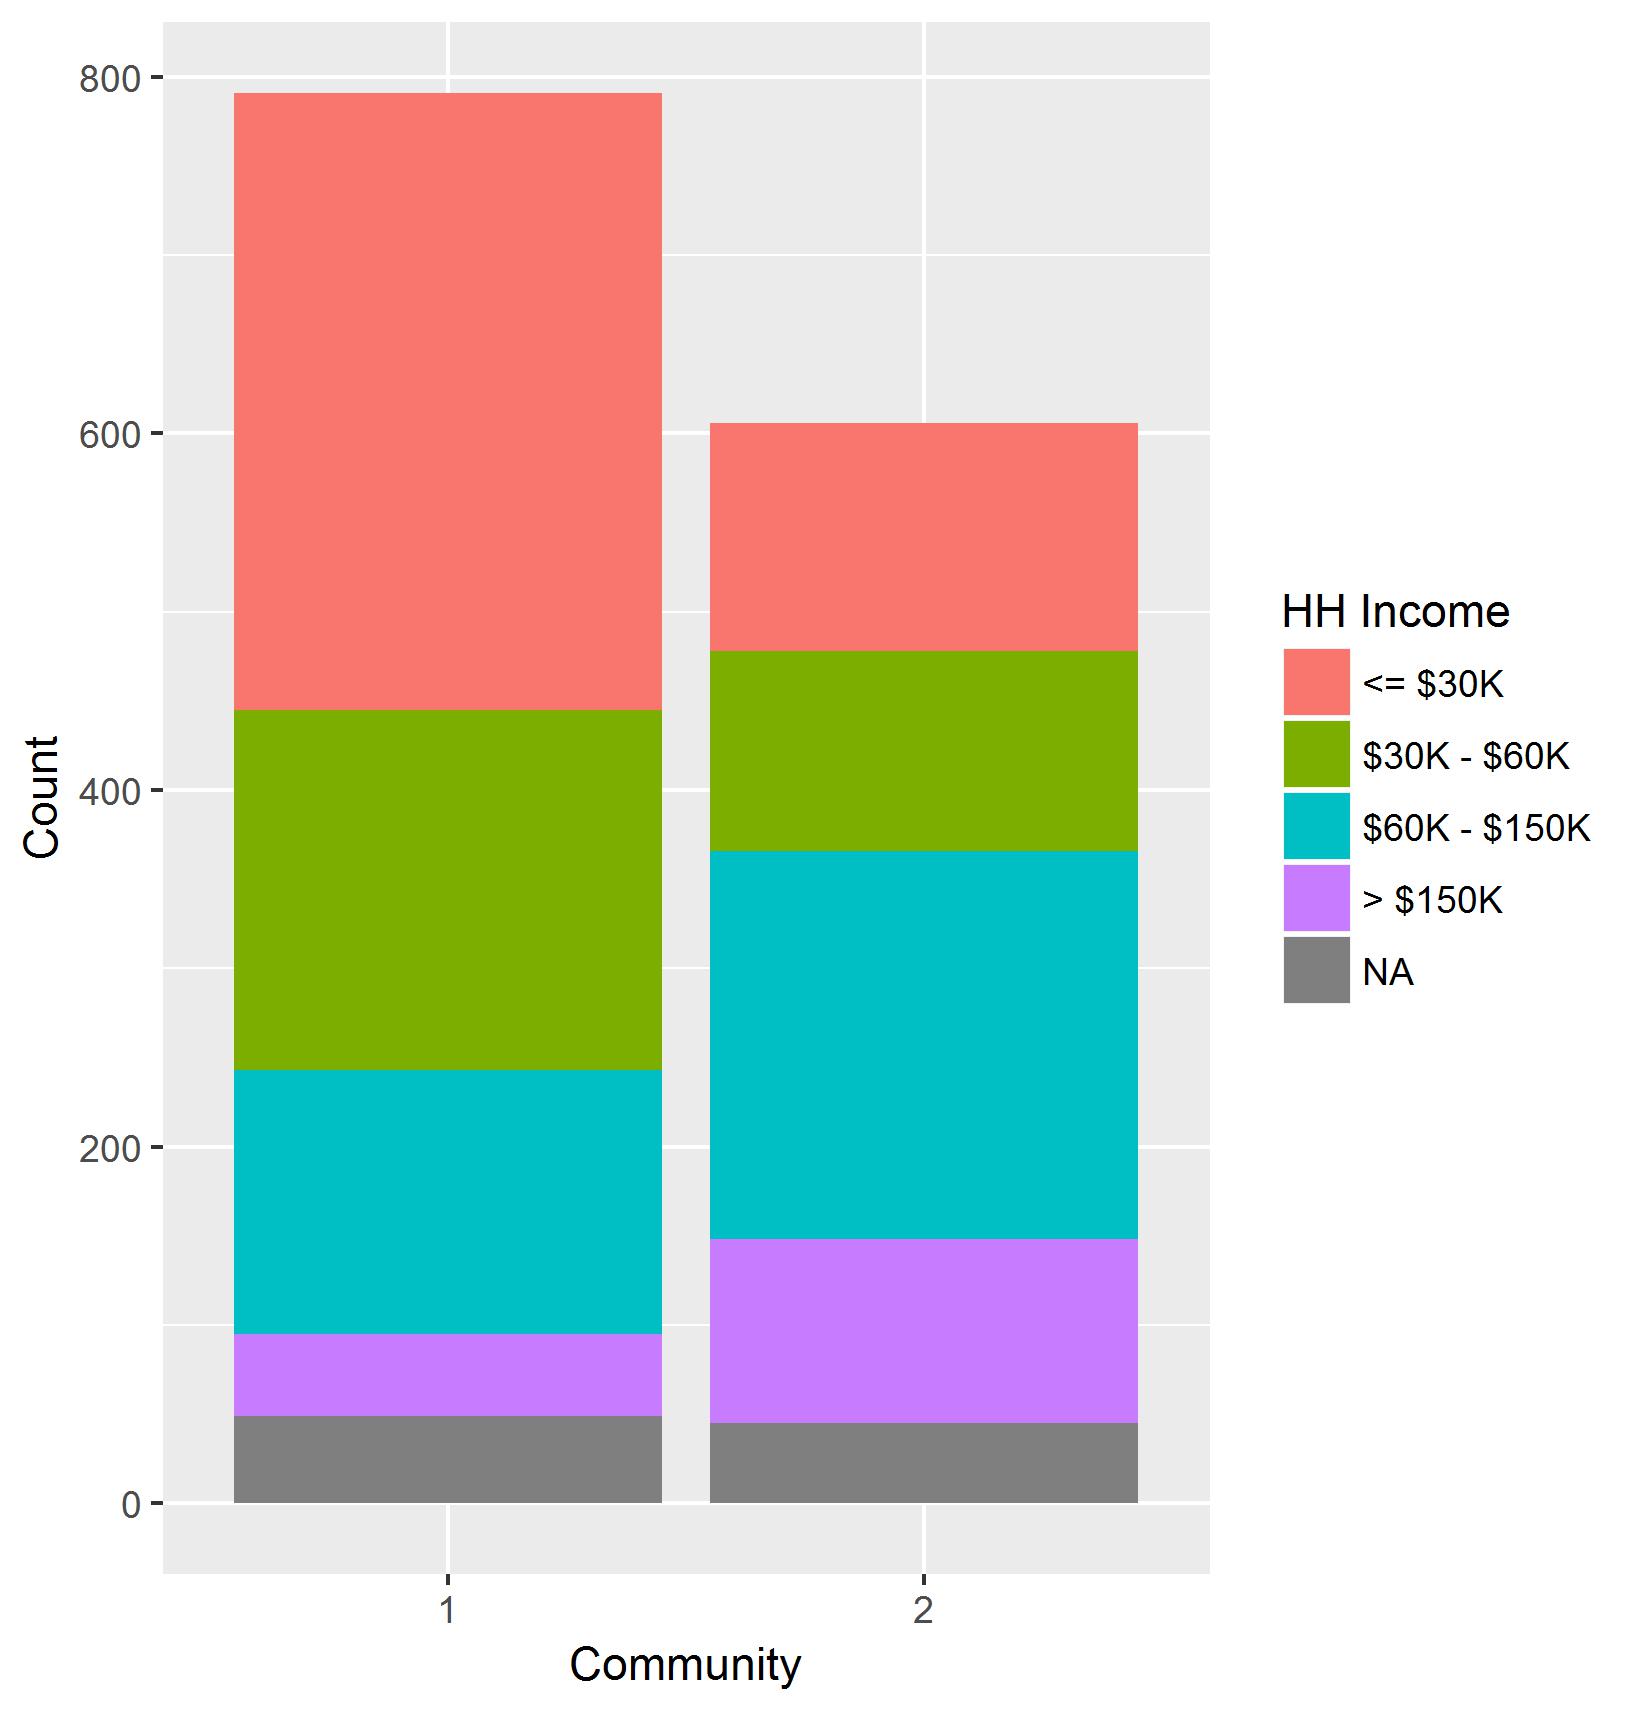 800
600
400
200
0
Count
1
2
Community
HH Income
<= $30K
$30K - $60K
$60K - $150K
> $150K
NA